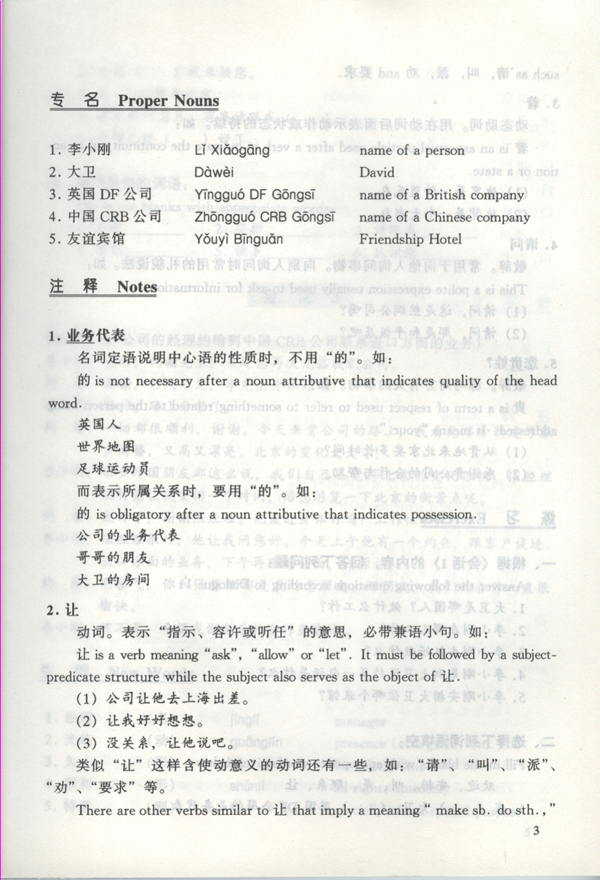 专 名 Proper Nouns
1. 李小刚 Lǐ Xiǎogāng name of a person
2. 大卫 Dàwèi David
3. 英国 DF 公司 Yīngguó DF Gōngsī name of a British company
4. 中国 CRB 公司 Zhōngguó CRB Gōngsī name of a Chinese company
5. 友谊宾馆 Yǒuyì Bīnguǎn Friendship Hotel
注 释 Notes
1. 业务代表
名词定语说明中心语的性质时，不用“的”。如：
的 is not necessary after a noun attributive that indicates quality of the head
word.
英国人
世界地图
足球运动员
而表示所属关系时，要用“的”。如：
的 is obligatory after a noun attributive that indicates possession.
公司的业务代表
哥哥的朋友
大卫的房间
2. 让
动词。表示“指示、容许或听任”的意思，必带兼语小句。如：
让 is a verb meaning “ask”, “allow” or “let”. It must be followed by a subject-
predicate structure while the subject also serves as the object of 让.
(1) 公司让他去上海出差。
(2) 让我好好想想。
(3) 没关系，让他说吧。
类似“让”这样含使动意义的动词还有一些，如：“请”、“叫”、“派”、
“劝”、“要求”等。
There are other verbs similar to 让 that imply a meaning “ make sb. do sth.，”
3